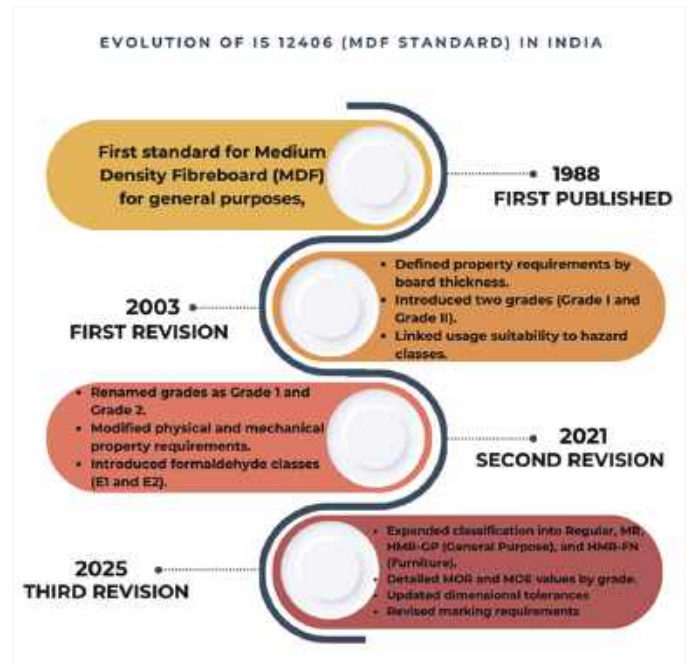 EVOLUTION OF IS 12406 (MDF STANDARD) IN INDIA
First standard for Medium
Density Fibreboard (MDF)
for general purposes,
1988
FIRST PUBLISHED
• Defined property requirements by
board thickness.
• Introduced two grades (Grade I and
Grade II).
• Linked usage suitability to hazard
classes.
2003
FIRST REVISION
• Renamed grades as Grade 1 and
Grade 2.
• Modified physical and mechanical
property requirements.
• Introduced formaldehyde classes
(E1 and E2).
2021
SECOND REVISION
• Expanded classification into Regular, MR,
HMR-GP (General Purpose), and HMR-FN
(Furniture).
• Detailed MOR and MOE values by grade.
• Updated dimensional tolerances
• Revised marking requirements
2025
THIRD REVISION